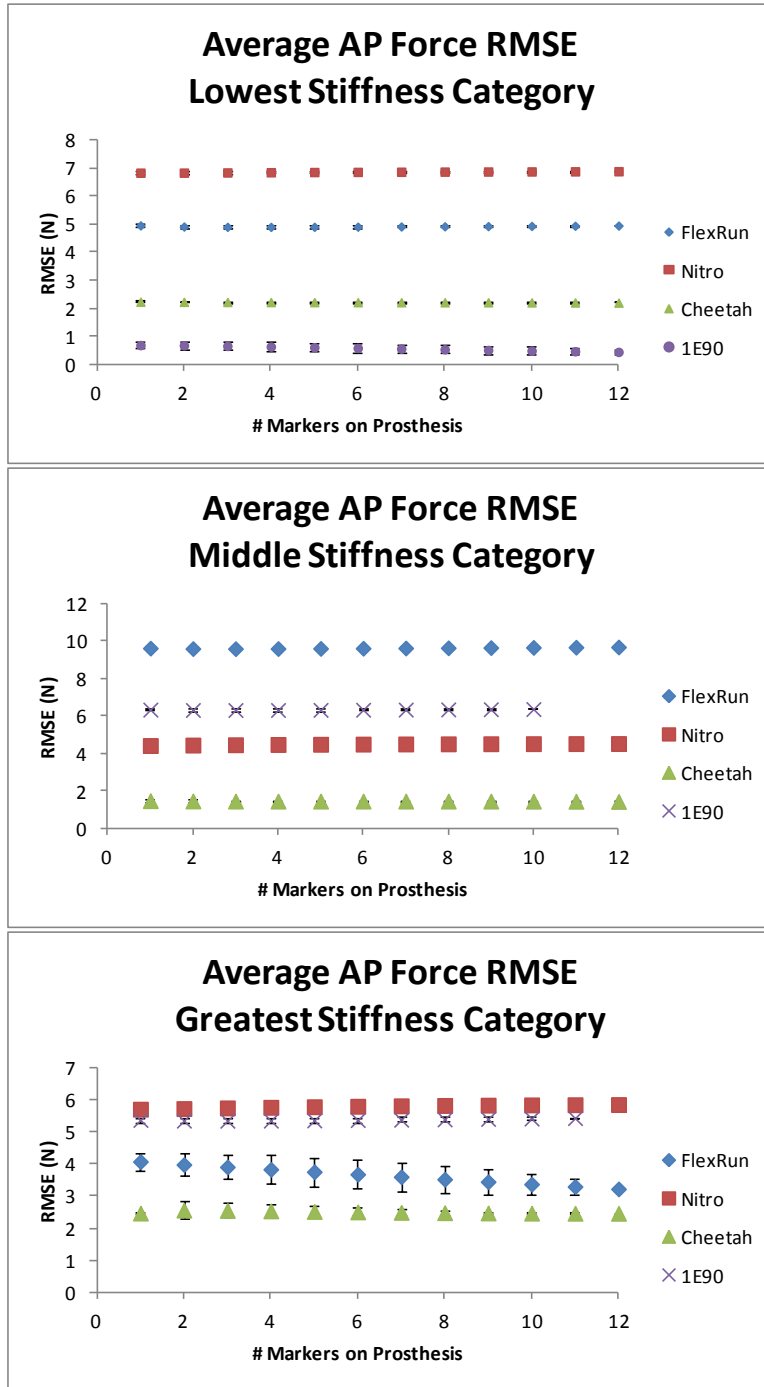 Average AP Force RMSE
Lowest Stiffness Category
8
7
6
5
4
3
2
1
0
RMSE (N)
0 2 4 6 8 10 12
# Markers on Prosthesis
FlexRun
Nitro
Cheetah
1E90
Average AP Force RMSE
Middle Stiffness Category
12
10
8
6
4
2
0
RMSE (N)
0 2 4 6 8 10 12
# Markers on Prosthesis
FlexRun
Nitro
Cheetah
1E90
Average AP Force RMSE
Greatest Stiffness Category
7
6
5
4
3
2
1
0
RMSE (N)
0 2 4 6 8 10 12
# Markers on Prosthesis
FlexRun
Nitro
Cheetah
1E90